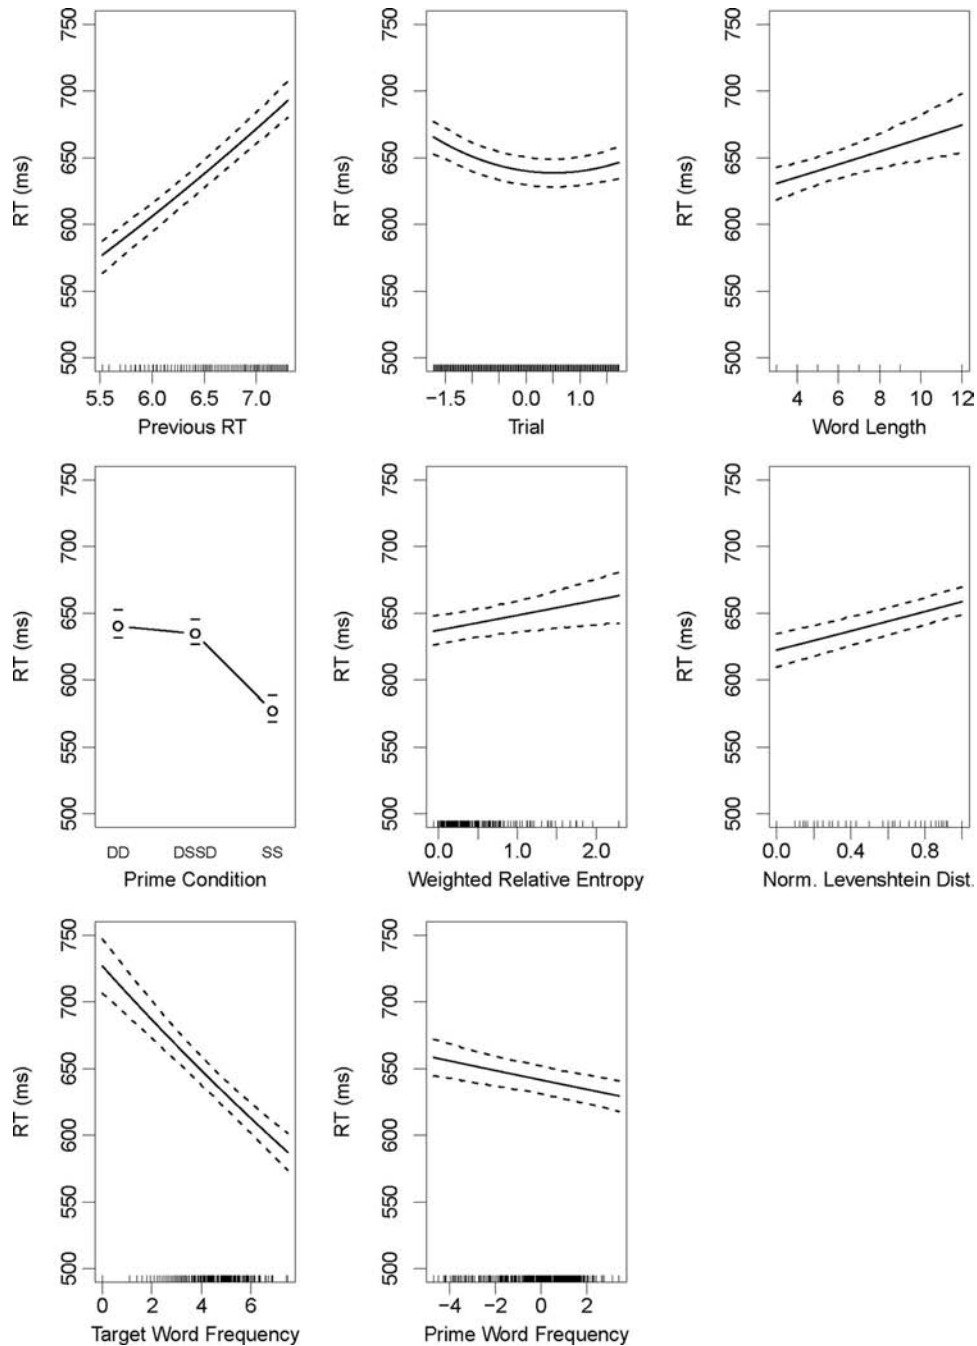 750
700
650
600
550
500
RT (ms)
5.5 6.0 6.5 7.0
Previous RT
750
700
650
600
550
500
RT (ms)
−1.5 0.0 1.0
Trial
750
700
650
600
550
500
RT (ms)
4 6 8 10 12
Word Length
750
700
650
600
550
500
RT (ms)
DD DSSD SS
Prime Condition
750
700
650
600
550
500
RT (ms)
0.0 1.0 2.0
Weighted Relative Entropy
750
700
650
600
550
500
RT (ms)
0.0 0.4 0.8
Norm. Levenshtein Dist.
750
700
650
600
550
500
RT (ms)
0 2 4 6
Target Word Frequency
750
700
650
600
550
500
RT (ms)
−4 −2 0 2
Prime Word Frequency